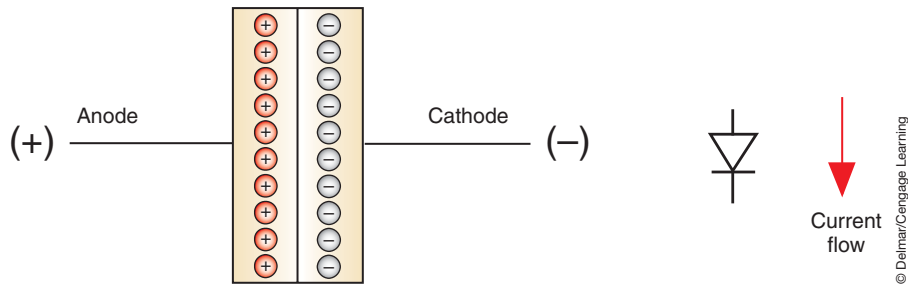 (+)
Anode
Cathode
(−)
Current
flow
© Delmar/Cengage Learning
+ −
+ −
+ −
+ −
+ −
+ −
+ −
+ −
+ −
+ −